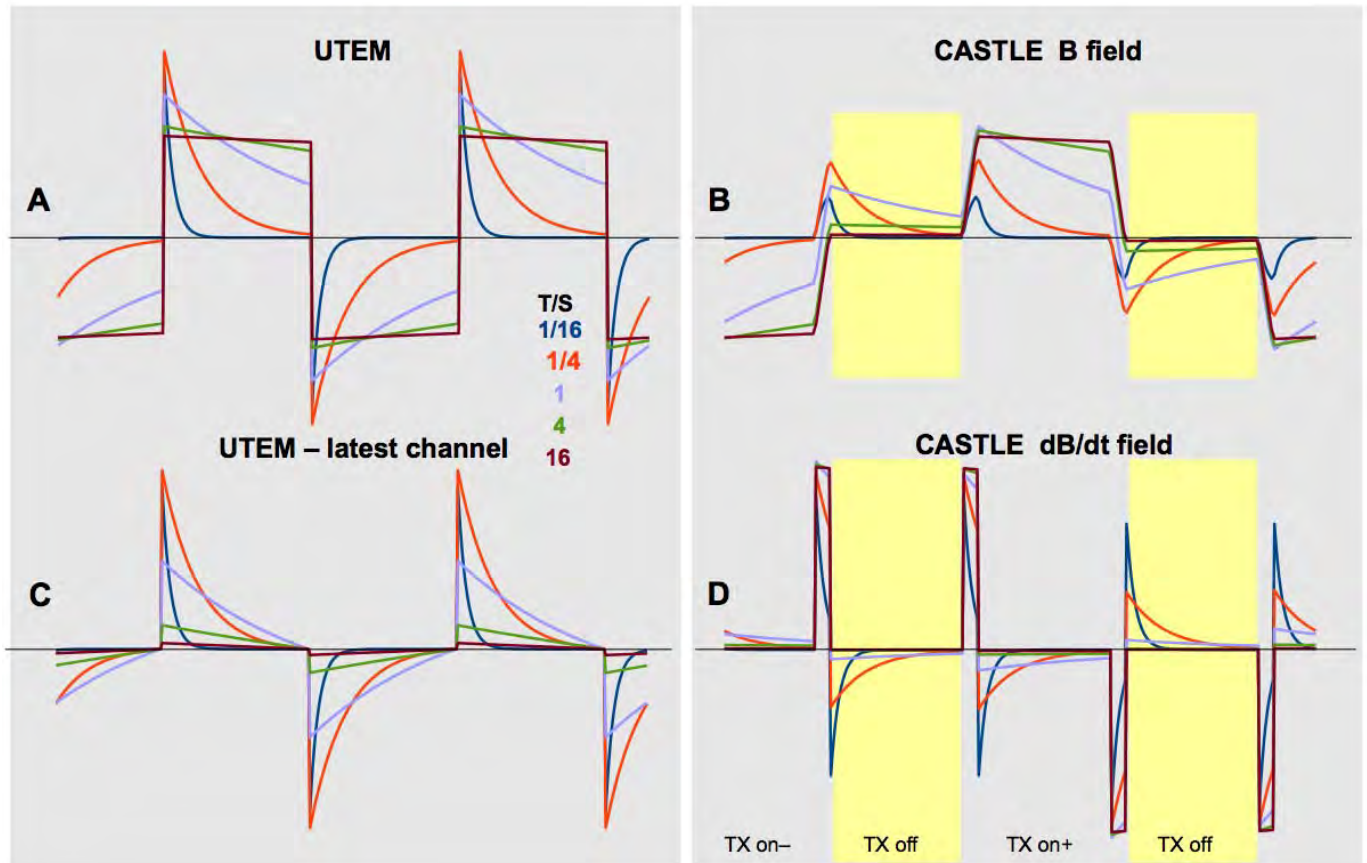 UTEM
A
T/S
1/16
1/4
1
4
16
CASTLE B field
B
UTEM – latest channel
C
CASTLE dB/dt field
D
TX on–
TX off
TX on+
TX off